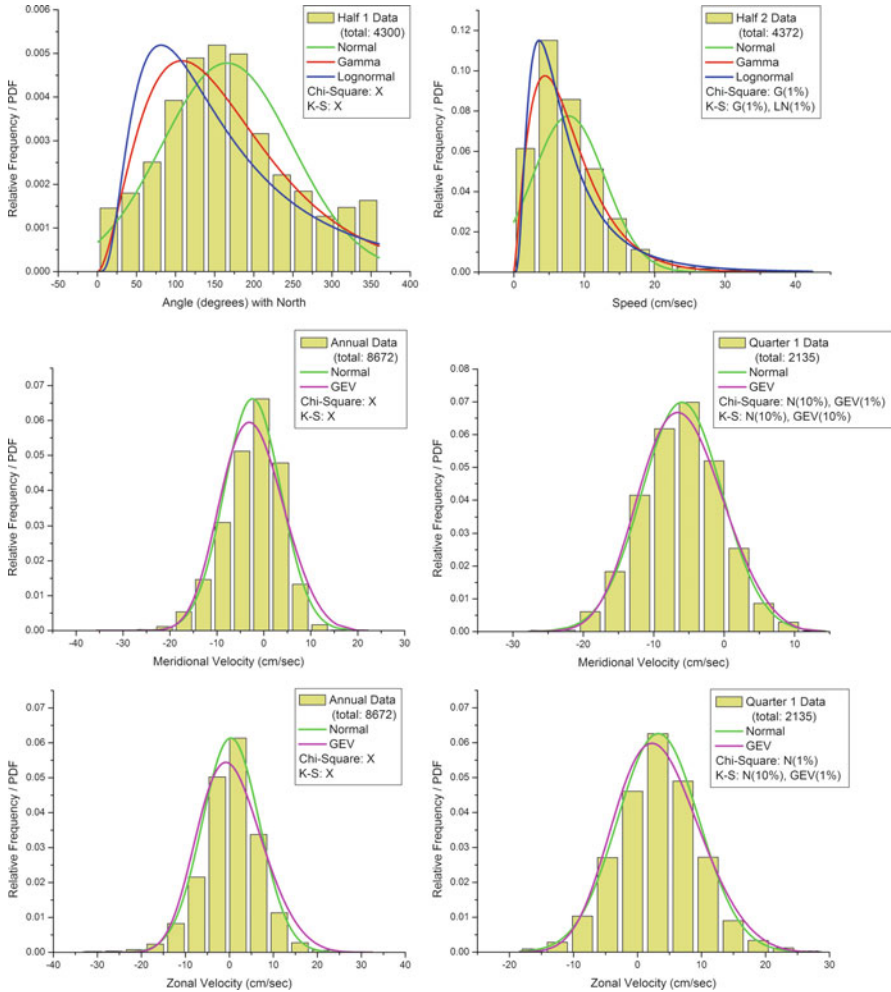 Half 1 Data
(total: 4300)
Normal
Gamma
Lognormal
Chi-Square: X
K-S: X
Relative Frequency / PDF
0.006
0.005
0.004
0.003
0.002
0.001
0.000
-50 0 50 100 150 200 250 300 350 400
Angle (degrees) with North
Half 2 Data
(total: 4372)
Normal
Gamma
Lognormal
Chi-Square: G(1%)
K-S: G(1%), LN(1%)
Relative Frequency / PDF
0.12
0.10
0.08
0.06
0.04
0.02
0.00
0 10 20 30 40
Speed (cm/sec)
Annual Data
(total: 8672)
Normal
GEV
Chi-Square: X
K-S: X
Relative Frequency / PDF
0.07
0.06
0.05
0.04
0.03
0.02
0.01
0.00
-40 -30 -20 -10 0 10 20 30
Meridional Velocity (cm/sec)
Quarter 1 Data
(total: 2135)
Normal
GEV
Chi-Square: N(10%), GEV(1%)
K-S: N(10%), GEV(10%)
Relative Frequency / PDF
0.08
0.07
0.06
0.05
0.04
0.03
0.02
0.01
0.00
-30 -20 -10 0 10
Meridional Velocity (cm/sec)
Annual Data
(total: 8672)
Normal
GEV
Chi-Square: X
K-S: X
Relative Frequency / PDF
0.07
0.06
0.05
0.04
0.03
0.02
0.01
0.00
-40 -30 -20 -10 0 10 20 30 40
Zonal Velocity (cm/sec)
Quarter 1 Data
(total: 2135)
Normal
GEV
Chi-Square: N(1%)
K-S: N(10%), GEV(1%)
Relative Frequency / PDF
0.07
0.06
0.05
0.04
0.03
0.02
0.01
0.00
-20 -10 0 10 20 30
Zonal Velocity (cm/sec)